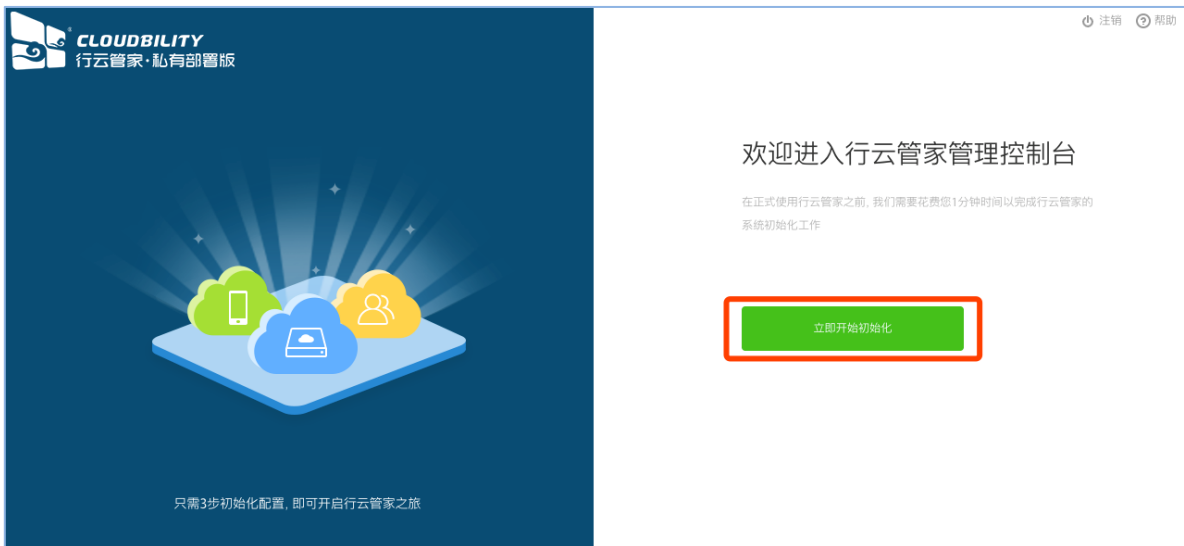 CLOUDBILITY
行云管家·私有部署版
注销 帮助
欢迎进入行云管家管理控制台
在正式使用行云管家之前, 我们需要花费您1分钟时间以完成行云管家的
系统初始化工作
立即开始初始化
只需3步初始化配置, 即可开启行云管家之旅